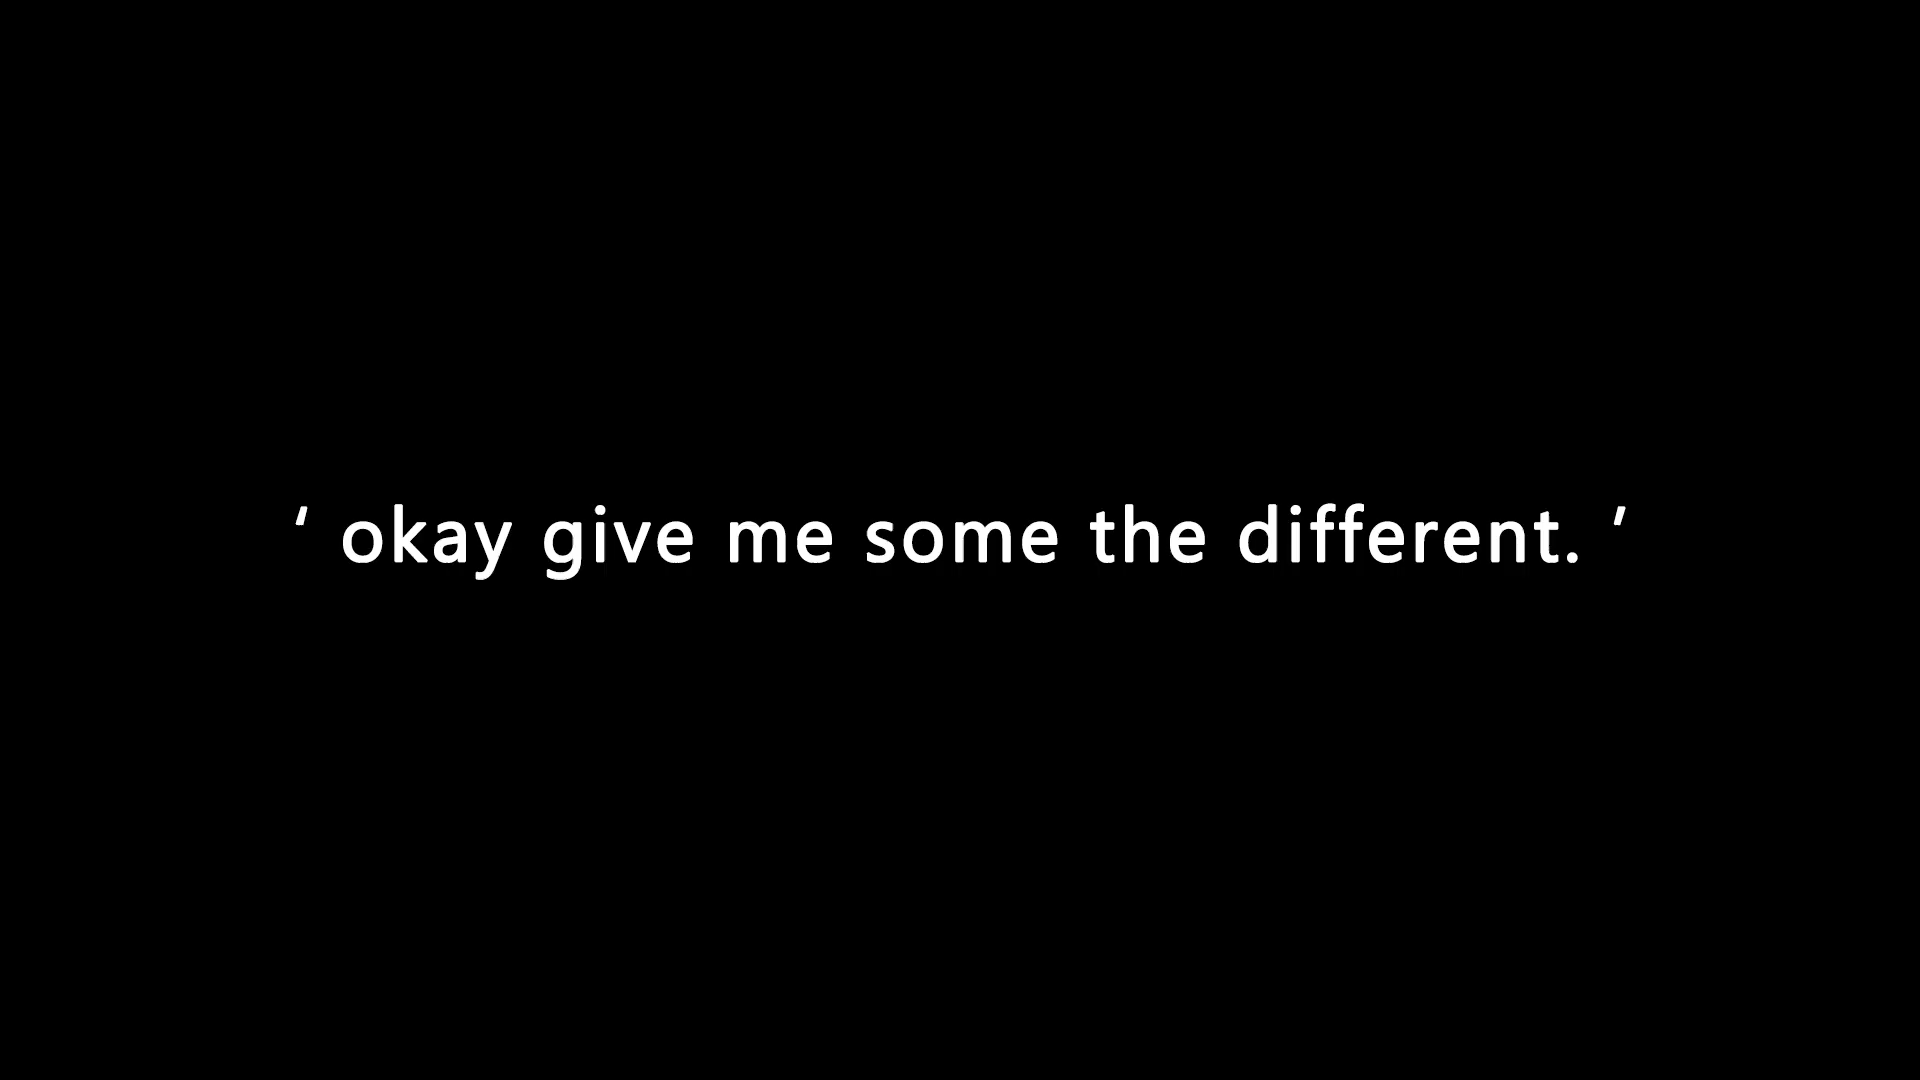 ‘ okay give me some the different. ’